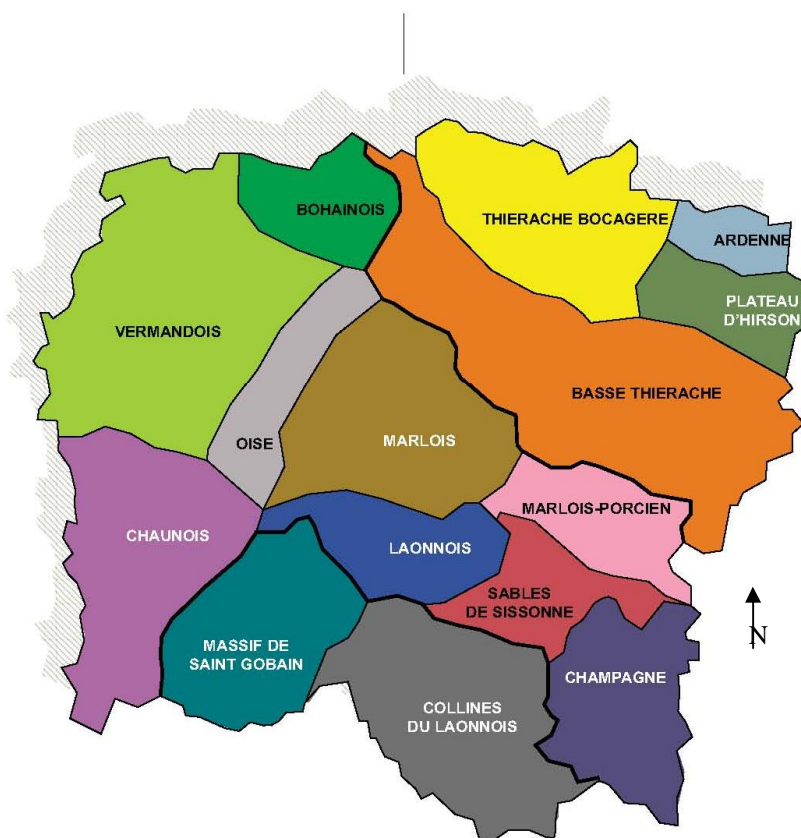 BOHAINOIS
THIERACHE BOCAGERE
ARDENNE
PLATEAU
D'HIRSON
VERMANDOIS
BASSE THIERACHE
OISE
MARLOIS
MARLOIS-PORCIEN
CHAUNOIS
LAONNOIS
SABLES
DE SISSONNE
N
MASSIF DE
SAINT GOBAIN
CHAMPAGNE
COLLINES
DU LAONNOIS